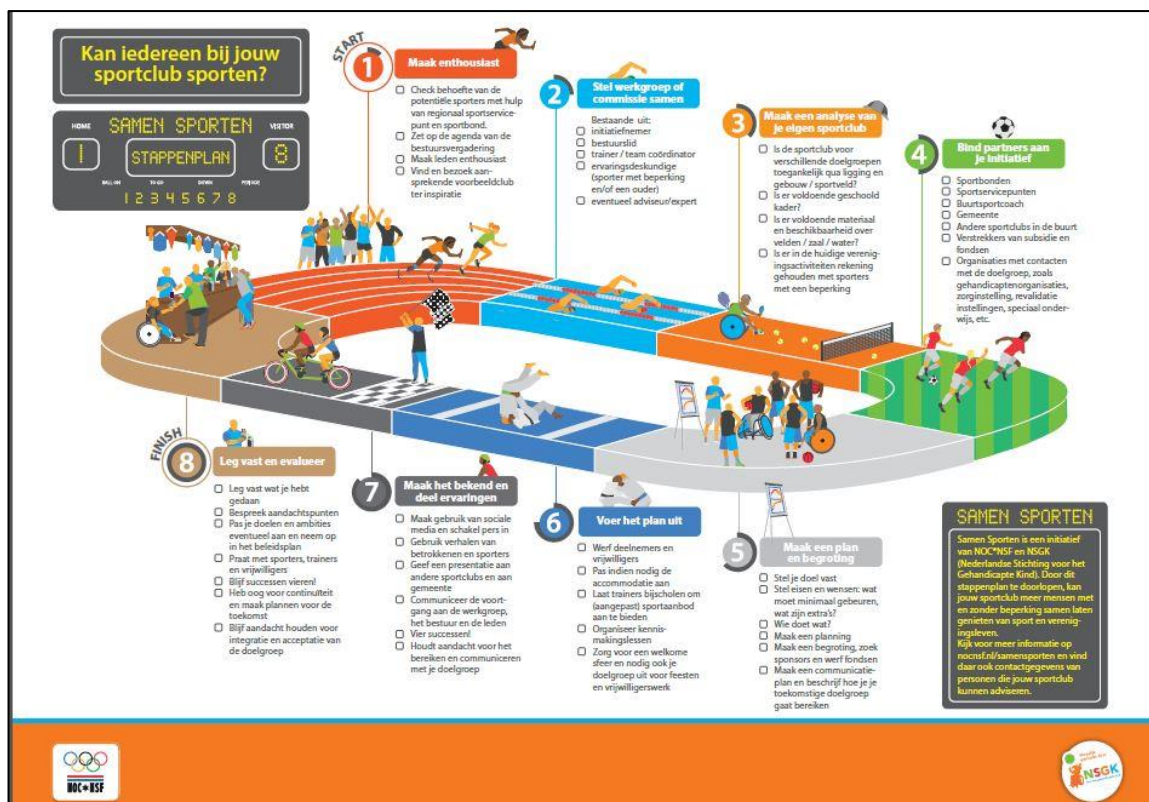 Kan iedereen bij jouw
sportclub sporten?
SAMEN SPORTEN
HOME
VISITOR
1
STAPPENPLAN
8
BALL ON
TO GO
DOWN
PERIODE
1 2 3 4 5 6 7 8
START
1
Maak enthousiast
Check behoefte van de
potentiële sporters met hulp
van regionaal sportservice-
punt en sportbond.
Zet op de agenda van de
bestuursvergadering
Maak leden enthousiast
Vind en bezoek aan-
sprekende voorbeeldclub
ter inspiratie
2
Stel werkgroep of
commissie samen
Bestaande uit:
initiatiefnemer
bestuurslid
trainer / team coördinator
ervaringsdeskundige
(sporter met beperking
en/of een ouder)
eventueel adviseur/expert
3
Maak een analyse van
je eigen sportclub
Is de sportclub voor
verschillende doelgroepen
toegankelijk qua ligging en
gebouw / sportveld?
Is er voldoende geschoold
kader?
Is er voldoende materiaal
en beschikbaarheid over
velden / zaal / water?
Is er in de huidige verenig-
ingsactiviteiten rekening
gehouden met sporters
met een beperking
4
Bind partners aan
je initiatief
Sportbonden
Sportservicepunten
Buurtsportcoach
Gemeente
Andere sportclubs in de buurt
Verstrekkers van subsidie en
fondsen
Organisaties met contacten
met de doelgroep, zoals
gehandicaptenorganisaties,
zorginstelling, revalidatie
instellingen, speciaal onder-
wijs, etc.
5
Maak een plan
en begroting
Stel je doel vast
Stel eisen en wensen: wat
moet minimaal gebeuren,
wat zijn extra's?
Wie doet wat?
Maak een planning
Maak een begroting, zoek
sponsors en werf fondsen
Maak een communicatie-
plan en beschrijf hoe je je
toekomstige doelgroep
gaat bereiken
6
Voer het plan uit
Werf deelnemers en
vrijwilligers
Pas indien nodig de
accommodatie aan
Laat trainers bijscholen om
(aangepast) sportaanbod
aan te bieden
Organiseer kennis-
makingslessen
Zorg voor een welkome
sfeer en nodig ook je
doelgroep uit voor feesten
en vrijwilligerswerk
7
Maak het bekend en
deel ervaringen
Maak gebruik van sociale
media en schakel pers in
Gebruik verhalen van
betrokkenen en sporters
Geef een presentatie aan
andere sportclubs en aan
gemeente
Communiceer de voort-
gang aan de werkgroep,
het bestuur en de leden
Vier successen!
Houdt aandacht voor het
bereiken en communiceren
met je doelgroep
FINISH
8
Leg vast en evalueer
Leg vast wat je hebt
gedaan
Bespreek aandachtspunten
Pas je doelen en ambities
eventueel aan en neem op
in het beleidsplan
Praat met sporters, trainers
en vrijwilligers
Blijf successen vieren!
Heb oog voor continuïteit
en maak plannen voor de
toekomst
Blijf aandacht houden voor
integratie en acceptatie van
de doelgroep
SAMEN SPORTEN
Samen Sporten is een initiatief
van NOC*NSF en NSGK
(Nederlandse Stichting voor het
Gehandicapte Kind). Door dit
stappenplan te doorlopen, kan
jouw sportclub meer mensen met
en zonder beperking samen laten
genieten van sport en verenig-
ingsleven.
Kijk voor meer informatie op
nocnsf.nl/samensporten en vind
daar ook contactgegevens van
personen die jouw sportclub
kunnen adviseren.
NOC*NSF
NSGK